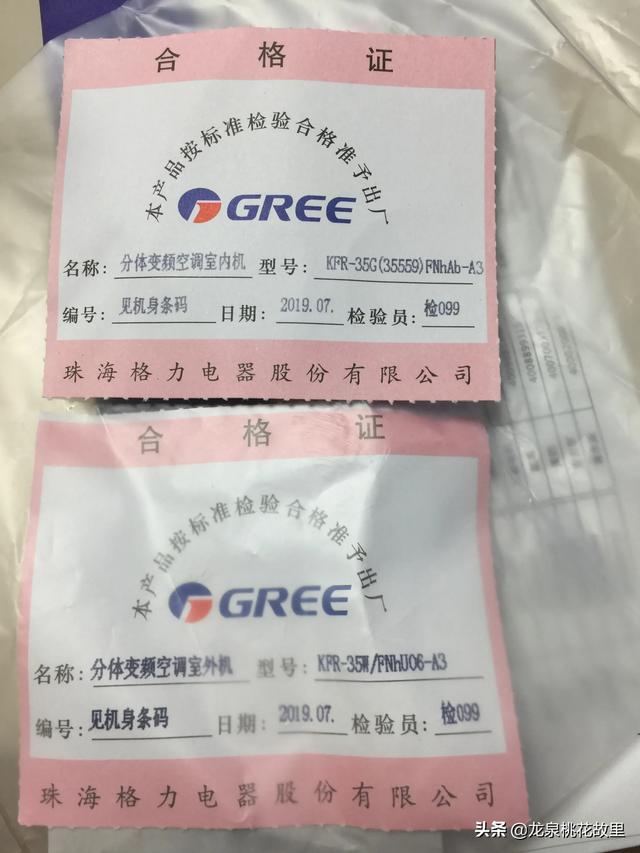 合格证
本产品按标准检验合格准予出厂
GREE
名称：分体变频空调室内机 型号：KFR-35G(35559)FNhAb-A3
编号：见机身条码 日期：2019.07. 检验员：检099
珠海格力电器股份有限公司
合格证
本产品按标准检验合格准予出厂
GREE
名称：分体变频空调室外机 型号：KFR-35W/FNhU06-A3
编号：见机身条码 日期：2019.07. 检验员：检099
珠海格力电器股份有限公司
头条 @龙泉桃花故里